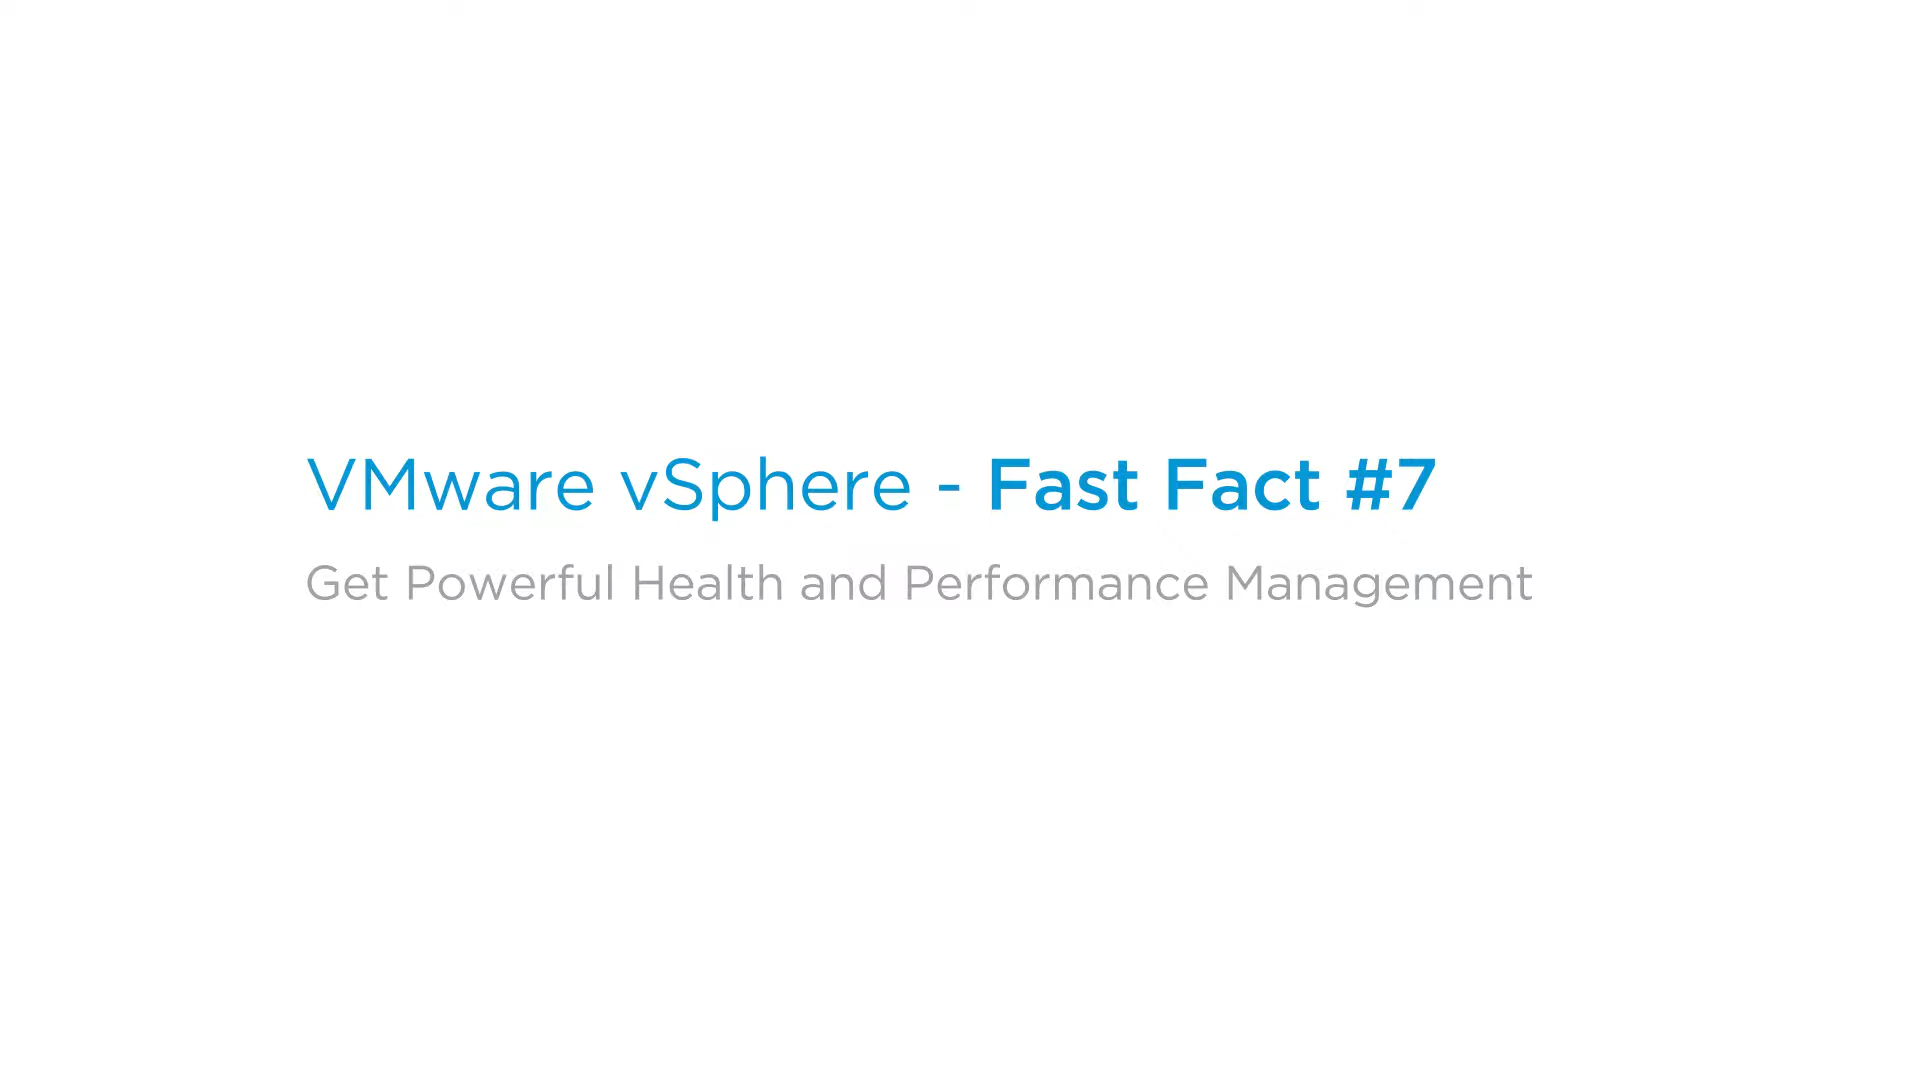 VMware vSphere - Fast Fact #7
Get Powerful Health and Performance Management